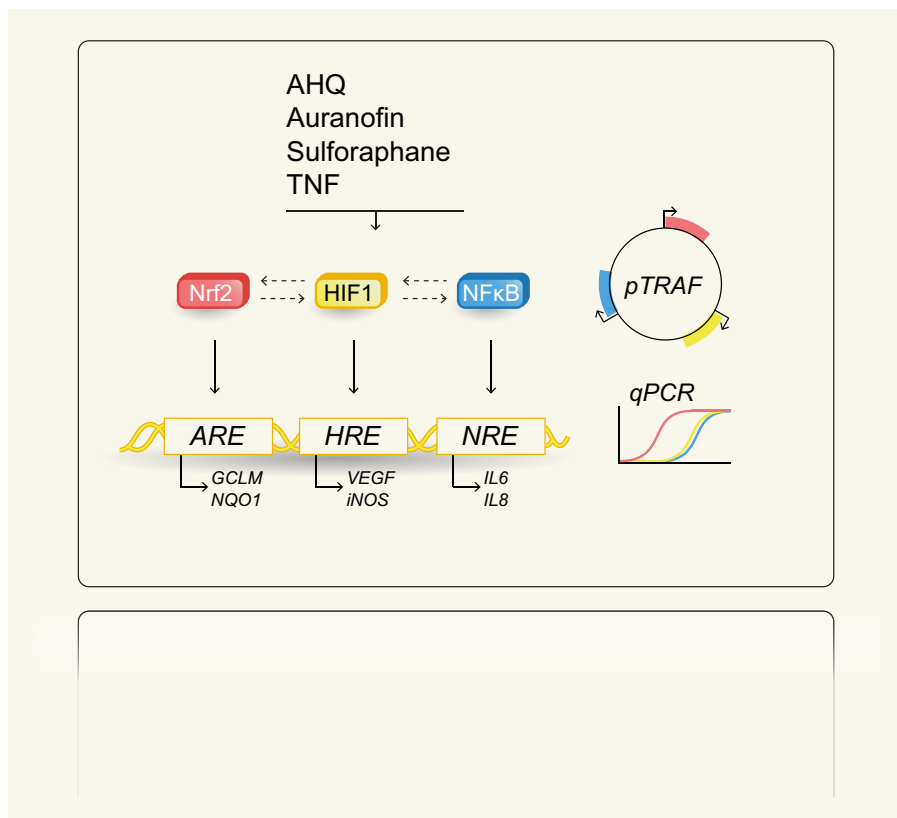 AHQ
Auranofin
Sulforaphane
TNF
Nrf2
HIF1
NFκB
pTRAF
qPCR
ARE
HRE
NRE
GCLM
NQO1
VEGF
iNOS
IL6
IL8